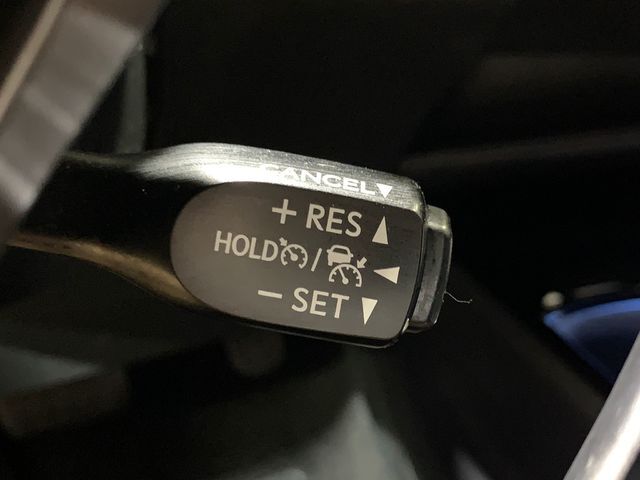 CANCEL▼
+ RES ▲
HOLD / ◀
− SET ▼